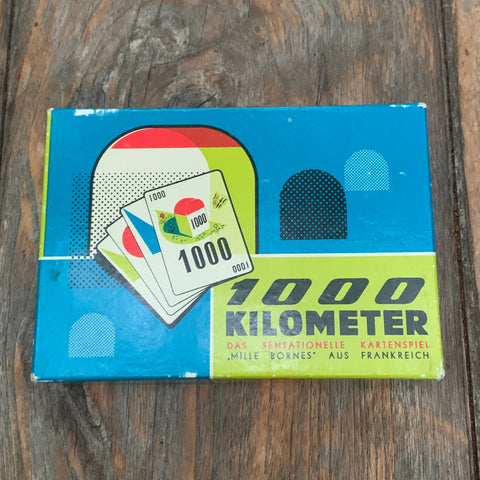 1000
1000
1000
0001
1000
KILOMETER
DAS SENSATIONELLE KARTENSPIEL
„MILLE BORNES" AUS FRANKREICH